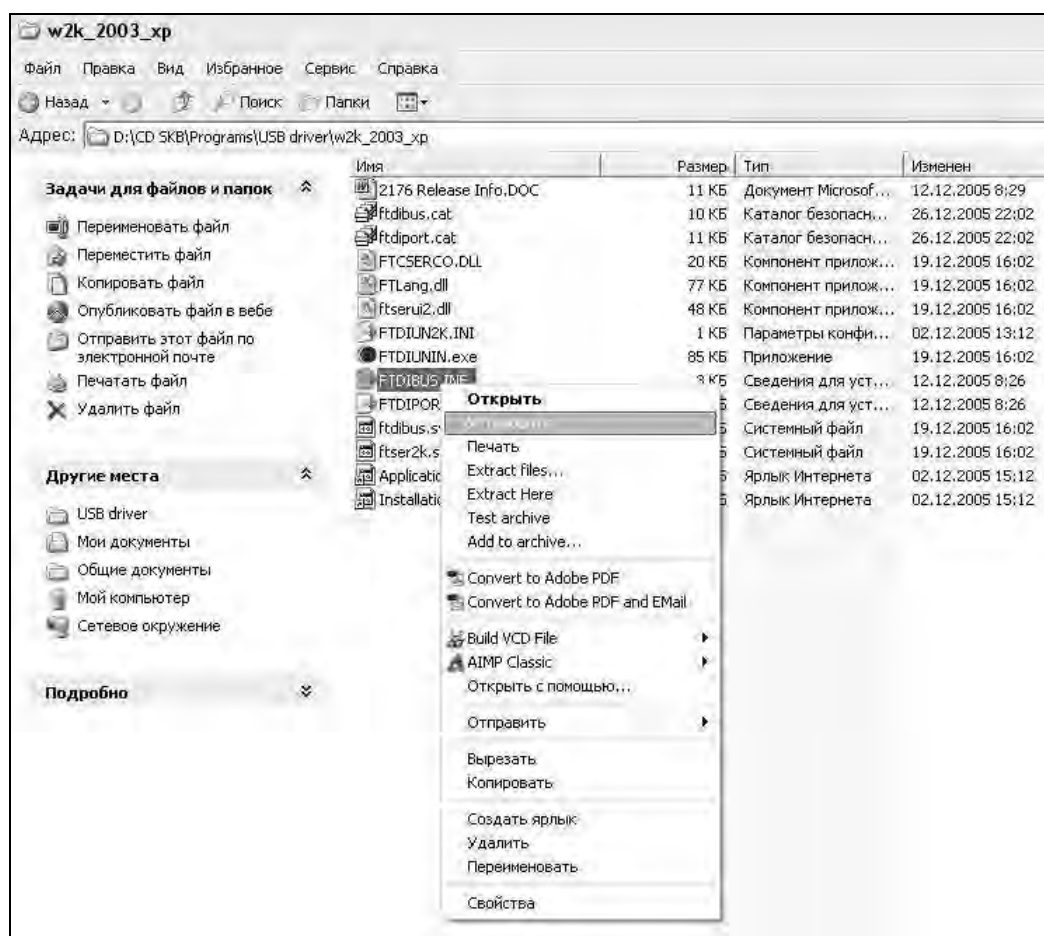 w2k_2003_xp
Файл Правка Вид Избранное Сервис Справка
Назад Поиск Папки
Адрес: D:\CD SKB\Programs\USB driver\w2k_2003_xp
Задачи для файлов и папок
Переименовать файл
Переместить файл
Копировать файл
Опубликовать файл в вебе
Отправить этот файл по
электронной почте
Печатать файл
Удалить файл
Другие места
USB driver
Мои документы
Общие документы
Мой компьютер
Сетевое окружение
Подробно
Имя Размер Тип Изменен
2176 Release Info.DOC 11 КБ Документ Microsof... 12.12.2005 8:29
ftdibus.cat 10 КБ Каталог безопасн... 26.12.2005 22:02
ftdiport.cat 11 КБ Каталог безопасн... 26.12.2005 22:02
FTCSERCO.DLL 20 КБ Компонент прилож... 19.12.2005 16:02
FTLang.dll 77 КБ Компонент прилож... 19.12.2005 16:02
ftserui2.dll 48 КБ Компонент прилож... 19.12.2005 16:02
FTDIUN2K.INI 1 КБ Параметры конфи... 02.12.2005 13:12
FTDIUNIN.exe 85 КБ Приложение 19.12.2005 16:02
FTDIBUS.INF 3 КБ Сведения для уст... 12.12.2005 8:26
FTDIPOR Б Сведения для уст... 12.12.2005 8:26
ftdibus.s Б Системный файл 19.12.2005 16:02
ftser2k.s Б Системный файл 19.12.2005 16:02
Applicatio Б Ярлык Интернета 02.12.2005 15:12
Installati Б Ярлык Интернета 02.12.2005 15:12
Открыть
Печать
Extract files...
Extract Here
Test archive
Add to archive...
Convert to Adobe PDF
Convert to Adobe PDF and EMail
Build VCD File
AIMP Classic
Открыть с помощью...
Отправить
Вырезать
Копировать
Создать ярлык
Удалить
Переименовать
Свойства